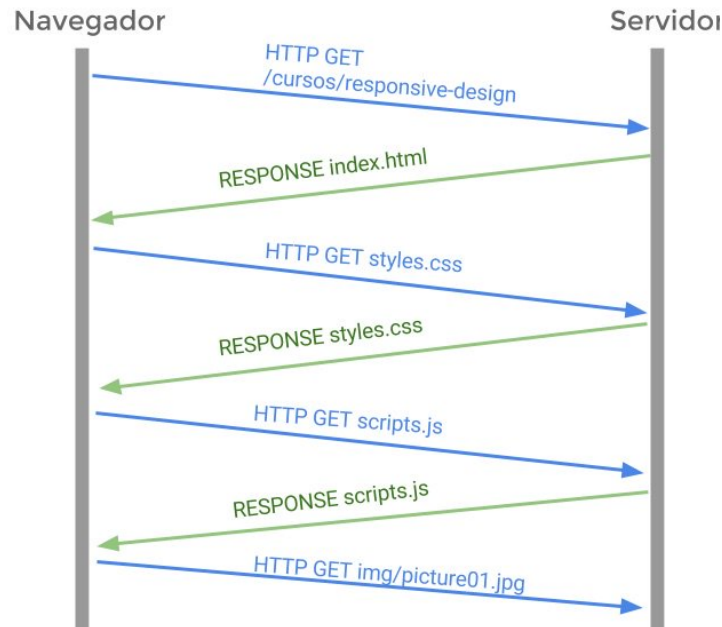 Navegador
Servidor
HTTP GET
/cursos/responsive-design
RESPONSE index.html
HTTP GET styles.css
RESPONSE styles.css
HTTP GET scripts.js
RESPONSE scripts.js
HTTP GET img/picture01.jpg